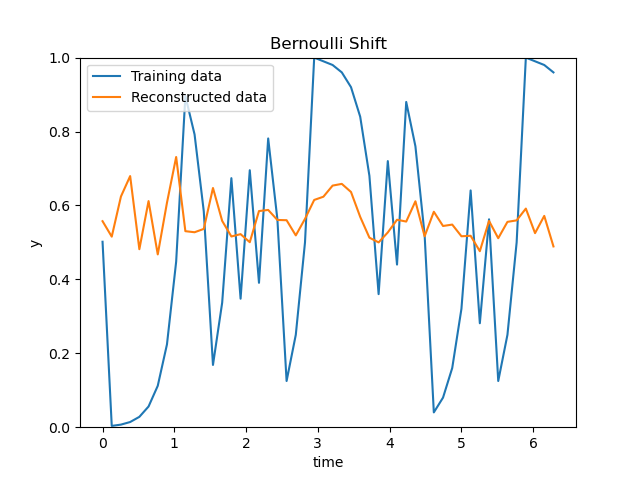 Bernoulli Shift
Training data
Reconstructed data
1.0
0.8
0.6
0.4
0.2
0.0
y
0 1 2 3 4 5 6
time